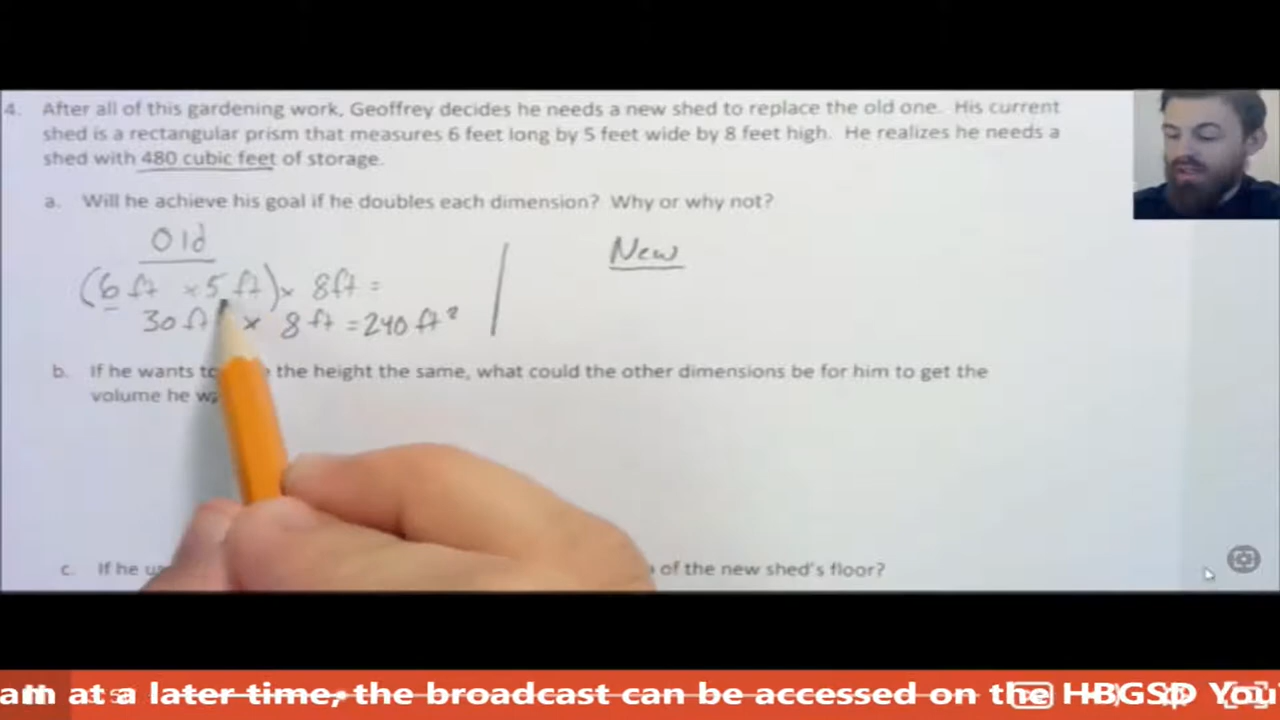 4. After all of this gardening work, Geoffrey decides he needs a new shed to replace the old one. His current
shed is a rectangular prism that measures 6 feet long by 5 feet wide by 8 feet high. He realizes he needs a
shed with 480 cubic feet of storage.
a. Will he achieve his goal if he doubles each dimension? Why or why not?
Old
(6 ft × 5 ft) × 8ft =
30 ft × 8 ft = 240 ft³
New
b. If he wants the height the same, what could the other dimensions be for him to get the
volume he
c. If he of the new shed's floor?
am at a later time, the broadcast can be accessed on the HBGSD You